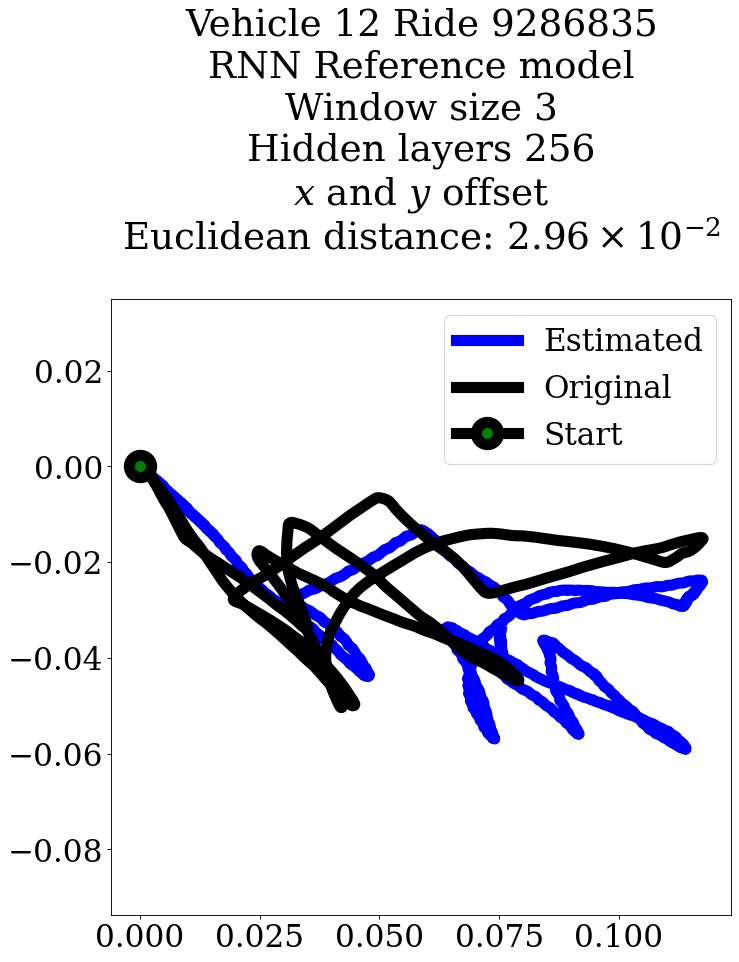 Vehicle 12 Ride 9286835
RNN Reference model
Window size 3
Hidden layers 256
x and y offset
Euclidean distance: 2.96 × 10⁻²
Estimated
Original
Start
0.02
0.00
−0.02
−0.04
−0.06
−0.08
0.000 0.025 0.050 0.075 0.100